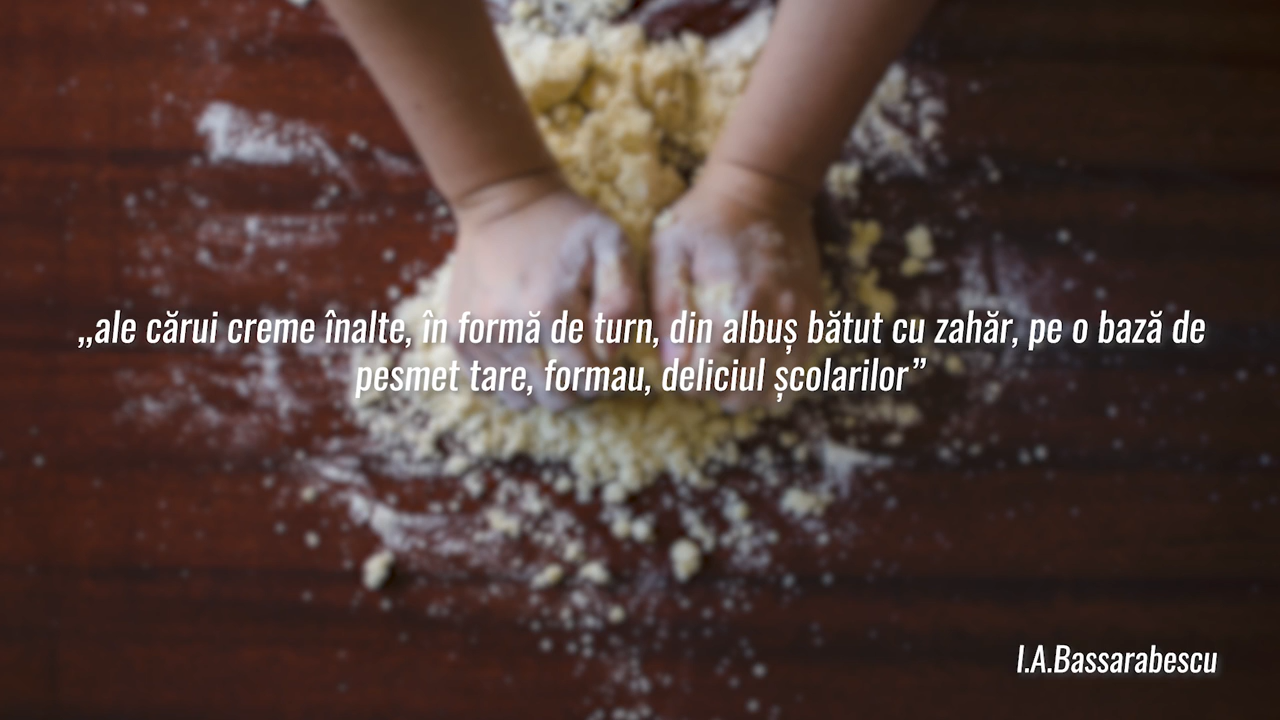 „ale cărui creme înalte, în formă de turn, din albuș bătut cu zahăr, pe o bază de
pesmet tare, formau, deliciul școlarilor”
I.A.Bassarabescu